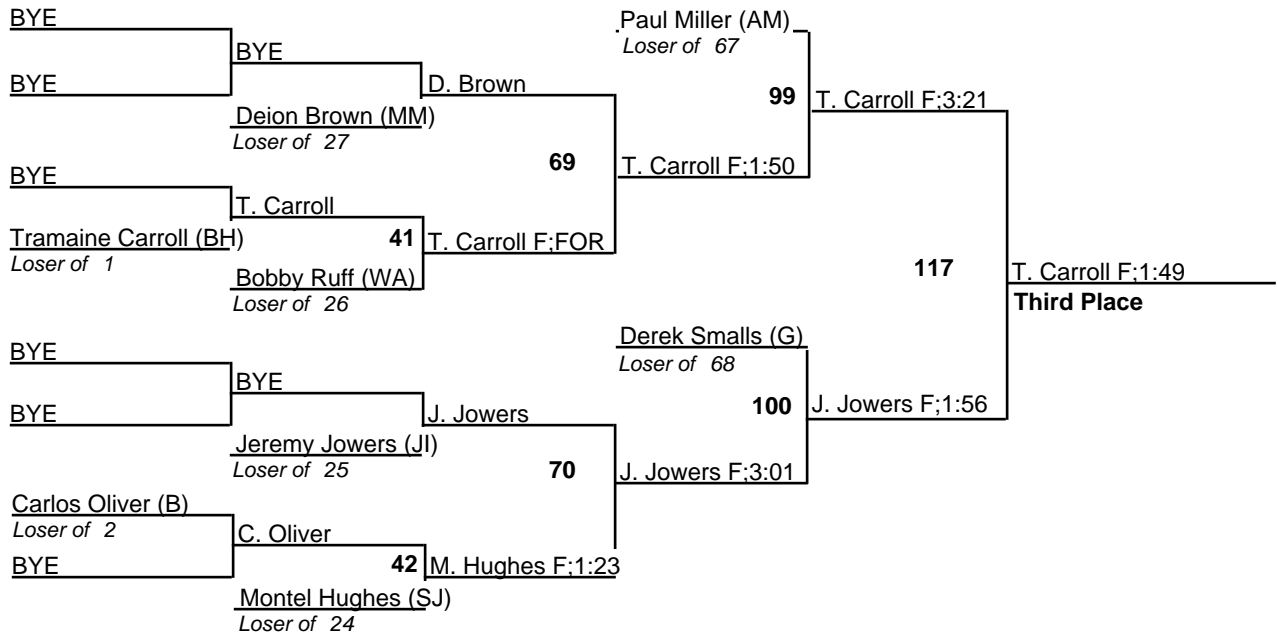 BYE
BYE
BYE
D. Brown
Deion Brown (MM)
Loser of 27
BYE
T. Carroll
Tramaine Carroll (BH)
Loser of 1
41
T. Carroll F;FOR
Bobby Ruff (WA)
Loser of 26
69
T. Carroll F;1:50
Paul Miller (AM)
Loser of 67
99
T. Carroll F;3:21
117
T. Carroll F;1:49
Third Place
BYE
BYE
BYE
J. Jowers
Jeremy Jowers (JI)
Loser of 25
Carlos Oliver (B)
Loser of 2
C. Oliver
BYE
42
M. Hughes F;1:23
Montel Hughes (SJ)
Loser of 24
70
J. Jowers F;3:01
Derek Smalls (G)
Loser of 68
100
J. Jowers F;1:56